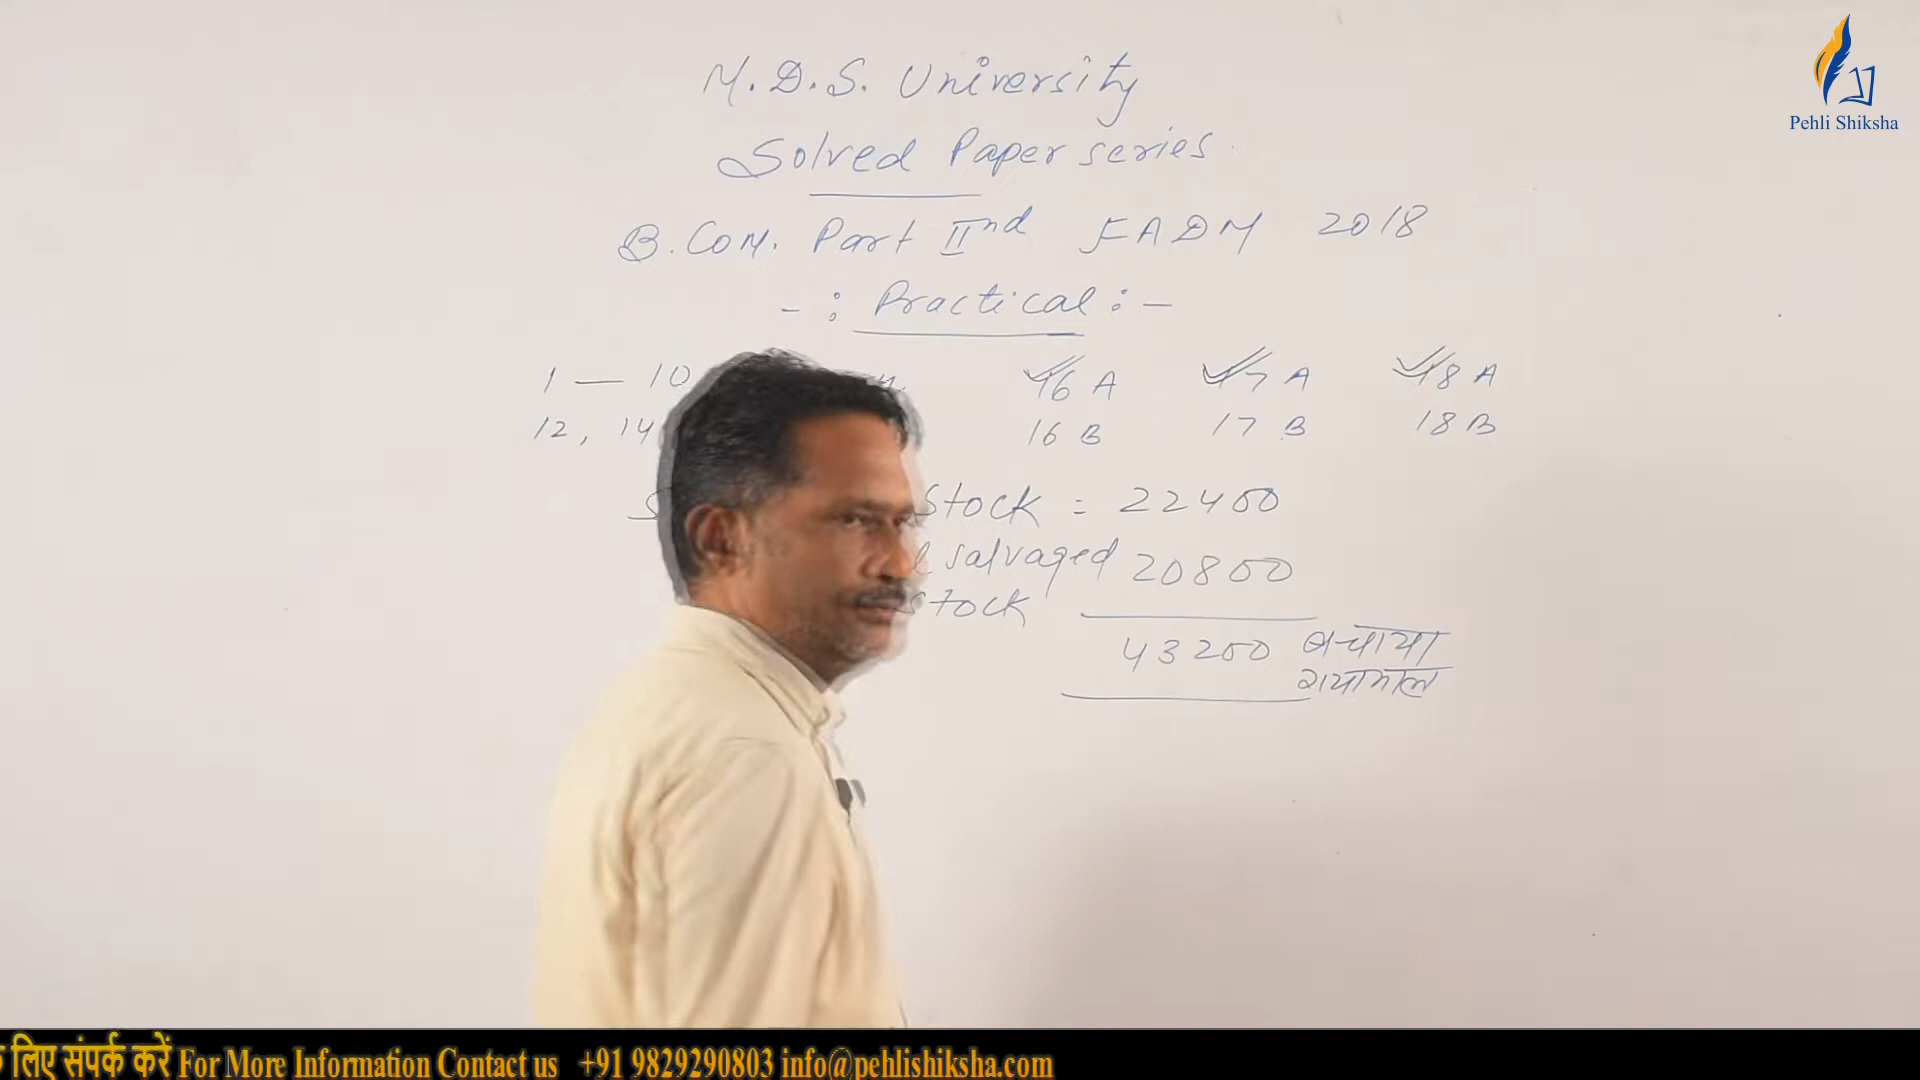 Pehli Shiksha
M.D.S. University
Solved Paper series
B.Com. Part IInd FADM 2018
-: Practical :-
1 — 10
16 A 17 A 18 A
12, 14
16 B 17 B 18 B
Stock = 22400
salvaged 20800
Stock
43200 बचाया
गया माल
लिए संपर्क करें For More Information Contact us +91 9829290803 info@pehlishiksha.com